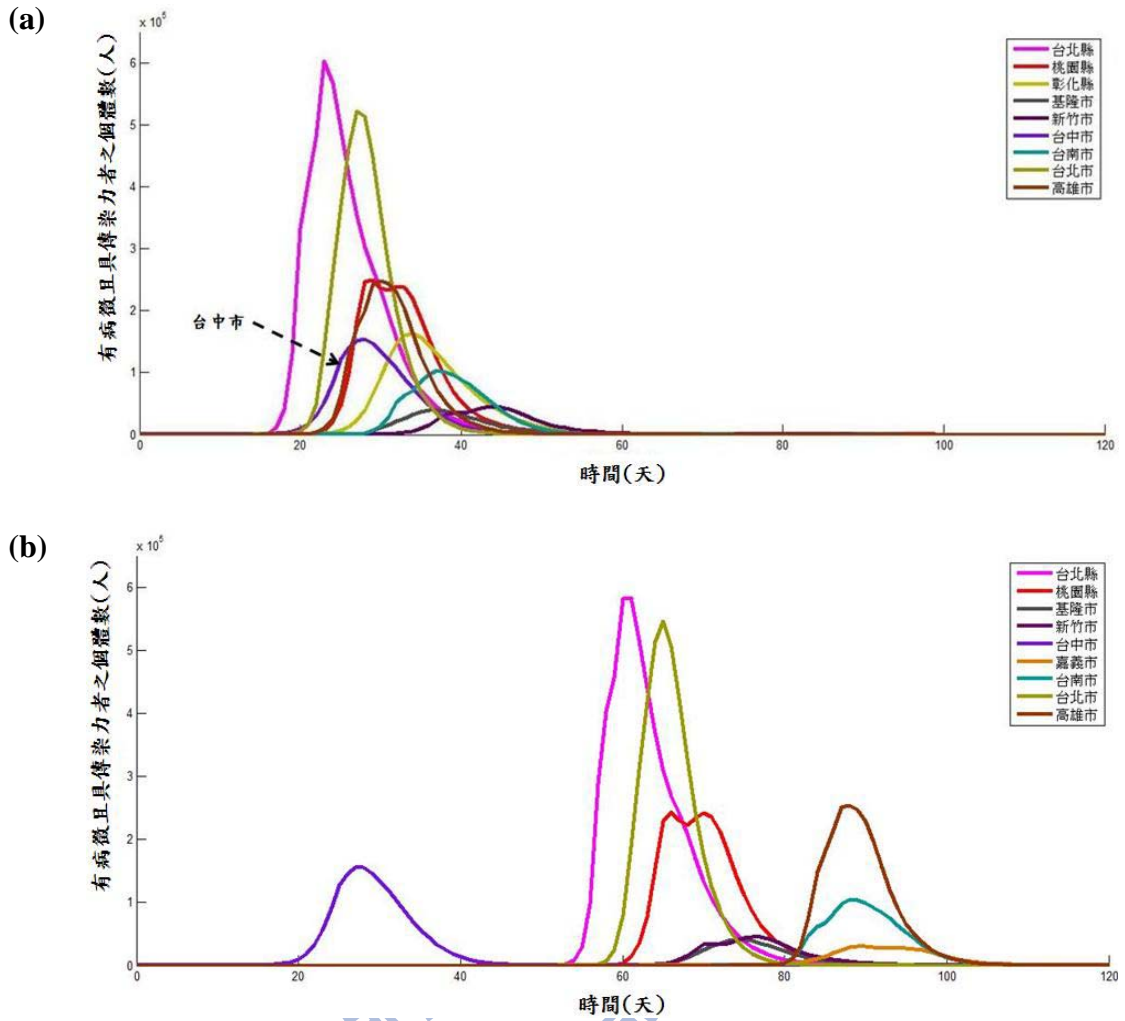 (a)
x 10⁵
有病徵且具傳染力者之個體數(人)
6
5
4
3
2
1
0
台中市
台北縣
桃園縣
彰化縣
基隆市
新竹市
台中市
台南市
台北市
高雄市
0 20 40 60 80 100 120
時間(天)
(b)
x 10⁵
有病徵且具傳染力者之個體數(人)
6
5
4
3
2
1
0
台北縣
桃園縣
基隆市
新竹市
台中市
嘉義市
台南市
台北市
高雄市
0 20 40 60 80 100 120
時間(天)